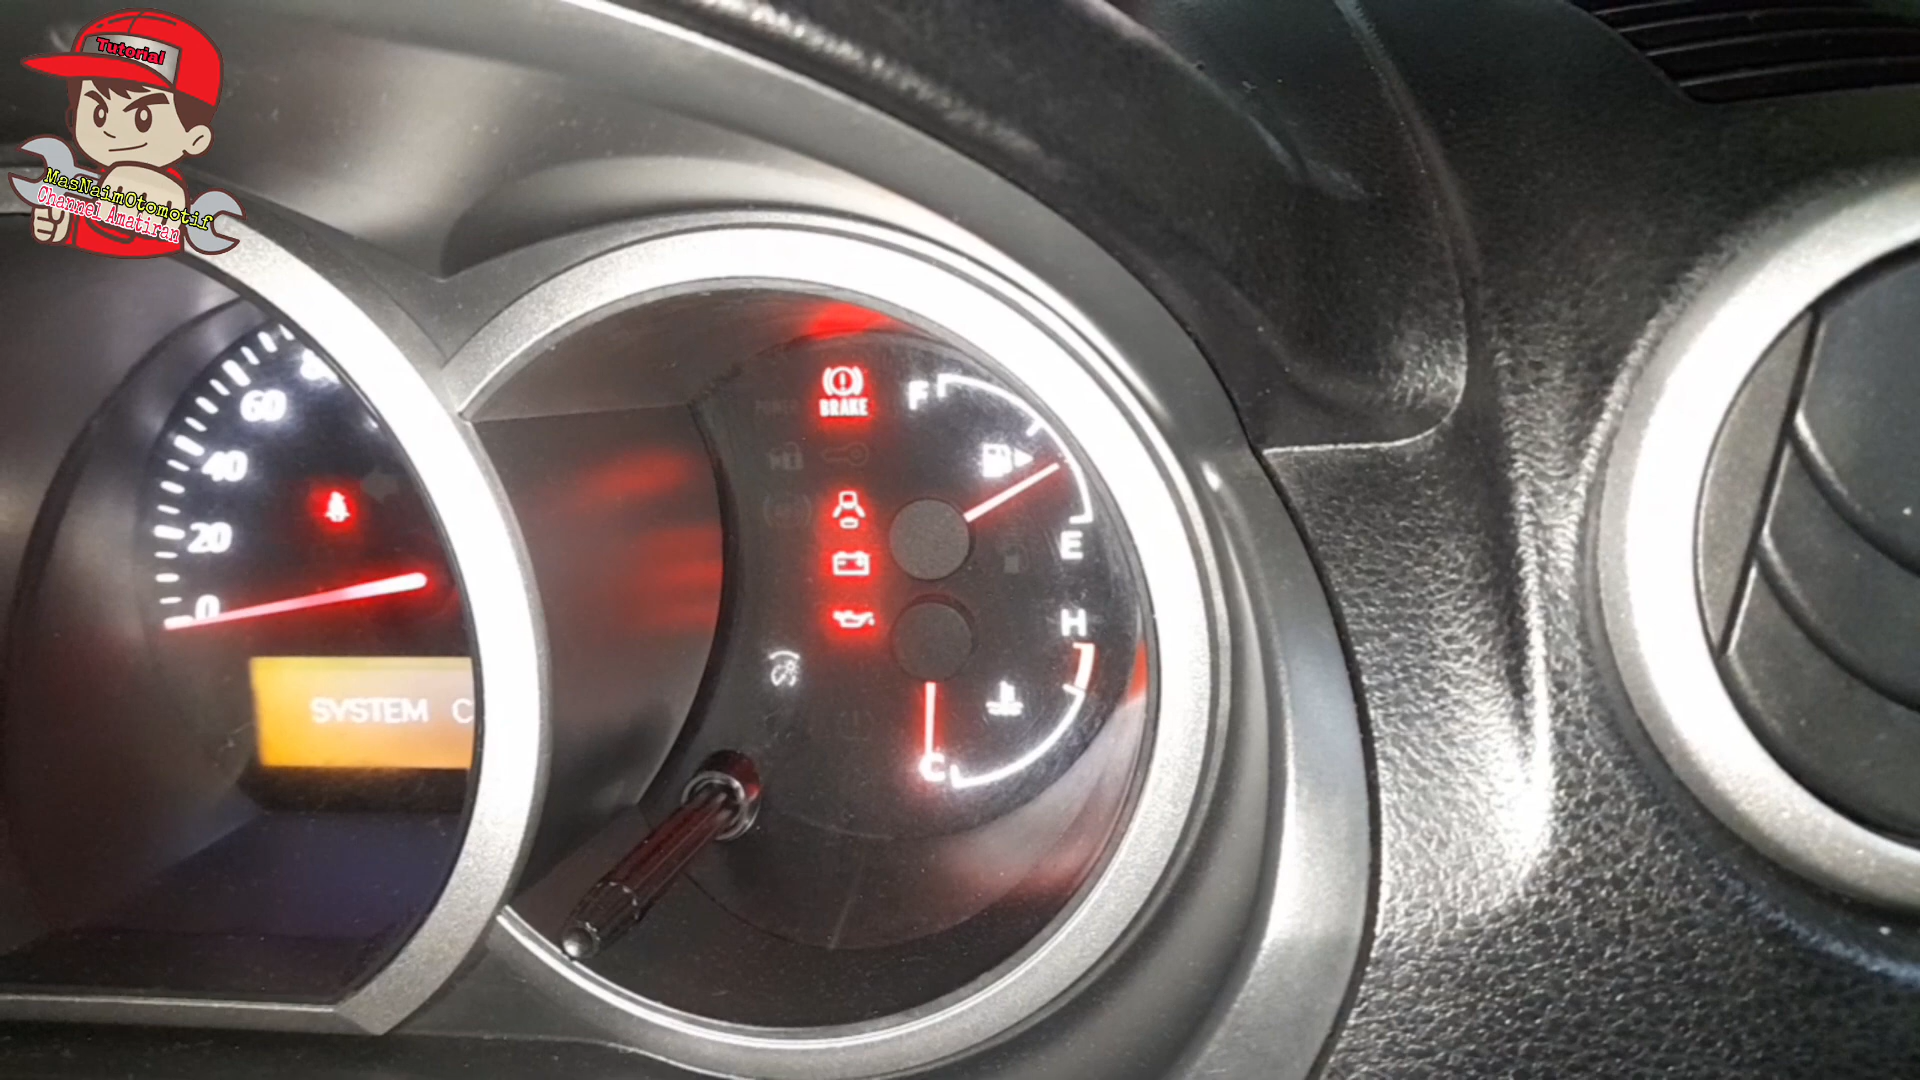 Tutorial
MasNaimOtomotif
Channel Amatiran
60
40
20
0
SYSTEM C
BRAKE
F
E
H
C